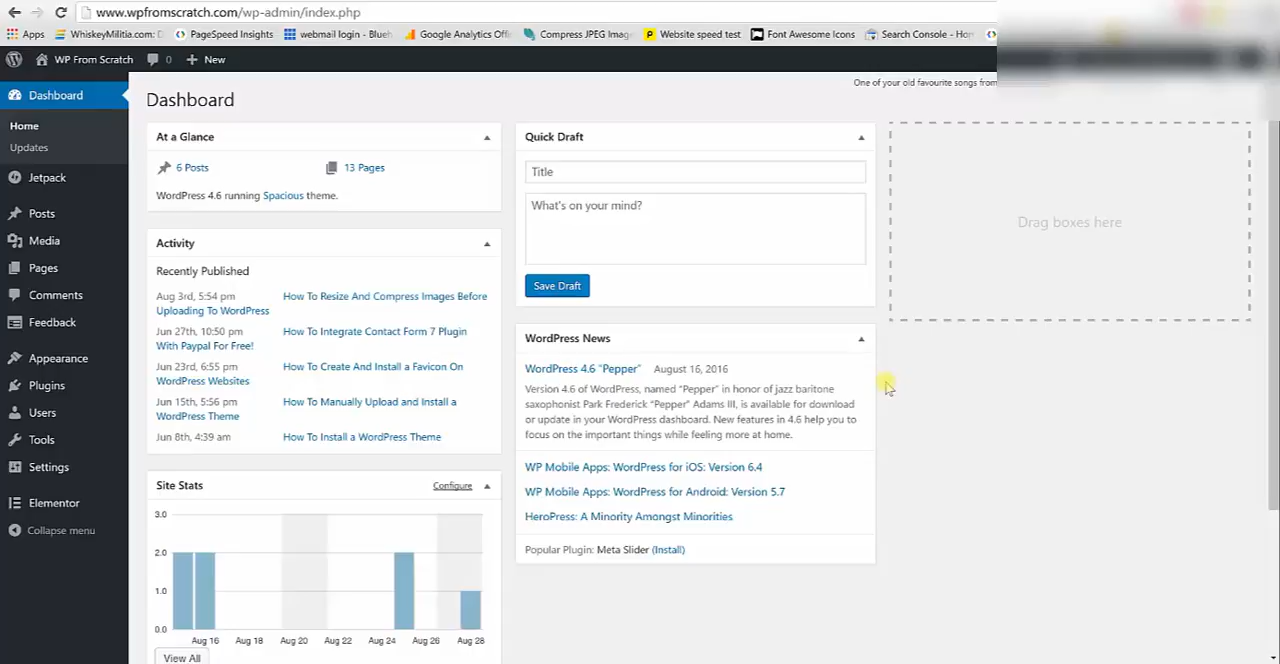 www.wpfromscratch.com/wp-admin/index.php
Apps WhiskeyMilitia.com: D PageSpeed Insights webmail login - Blueh Google Analytics Offi Compress JPEG Imag Website speed test Font Awesome Icons Search Console - Hom
WP From Scratch 0 New
One of your old favourite songs from
Dashboard
Home
Updates
Jetpack
Posts
Media
Pages
Comments
Feedback
Appearance
Plugins
Users
Tools
Settings
Elementor
Collapse menu
Dashboard
At a Glance
6 Posts 13 Pages
WordPress 4.6 running Spacious theme.
Activity
Recently Published
Aug 3rd, 5:54 pm How To Resize And Compress Images Before
Uploading To WordPress
Jun 27th, 10:50 pm How To Integrate Contact Form 7 Plugin
With Paypal For Free!
Jun 23rd, 6:55 pm How To Create And Install a Favicon On
WordPress Websites
Jun 15th, 5:56 pm How To Manually Upload and Install a
WordPress Theme
Jun 8th, 4:39 am How To Install a WordPress Theme
Site Stats Configure
3.0
2.0
1.0
0.0
Aug 16 Aug 18 Aug 20 Aug 22 Aug 24 Aug 26 Aug 28
View All
Quick Draft
Title
What's on your mind?
Save Draft
WordPress News
WordPress 4.6 "Pepper" August 16, 2016
Version 4.6 of WordPress, named "Pepper" in honor of jazz baritone
saxophonist Park Frederick "Pepper" Adams III, is available for download
or update in your WordPress dashboard. New features in 4.6 help you to
focus on the important things while feeling more at home.
WP Mobile Apps: WordPress for iOS: Version 6.4
WP Mobile Apps: WordPress for Android: Version 5.7
HeroPress: A Minority Amongst Minorities
Popular Plugin: Meta Slider (Install)
Drag boxes here